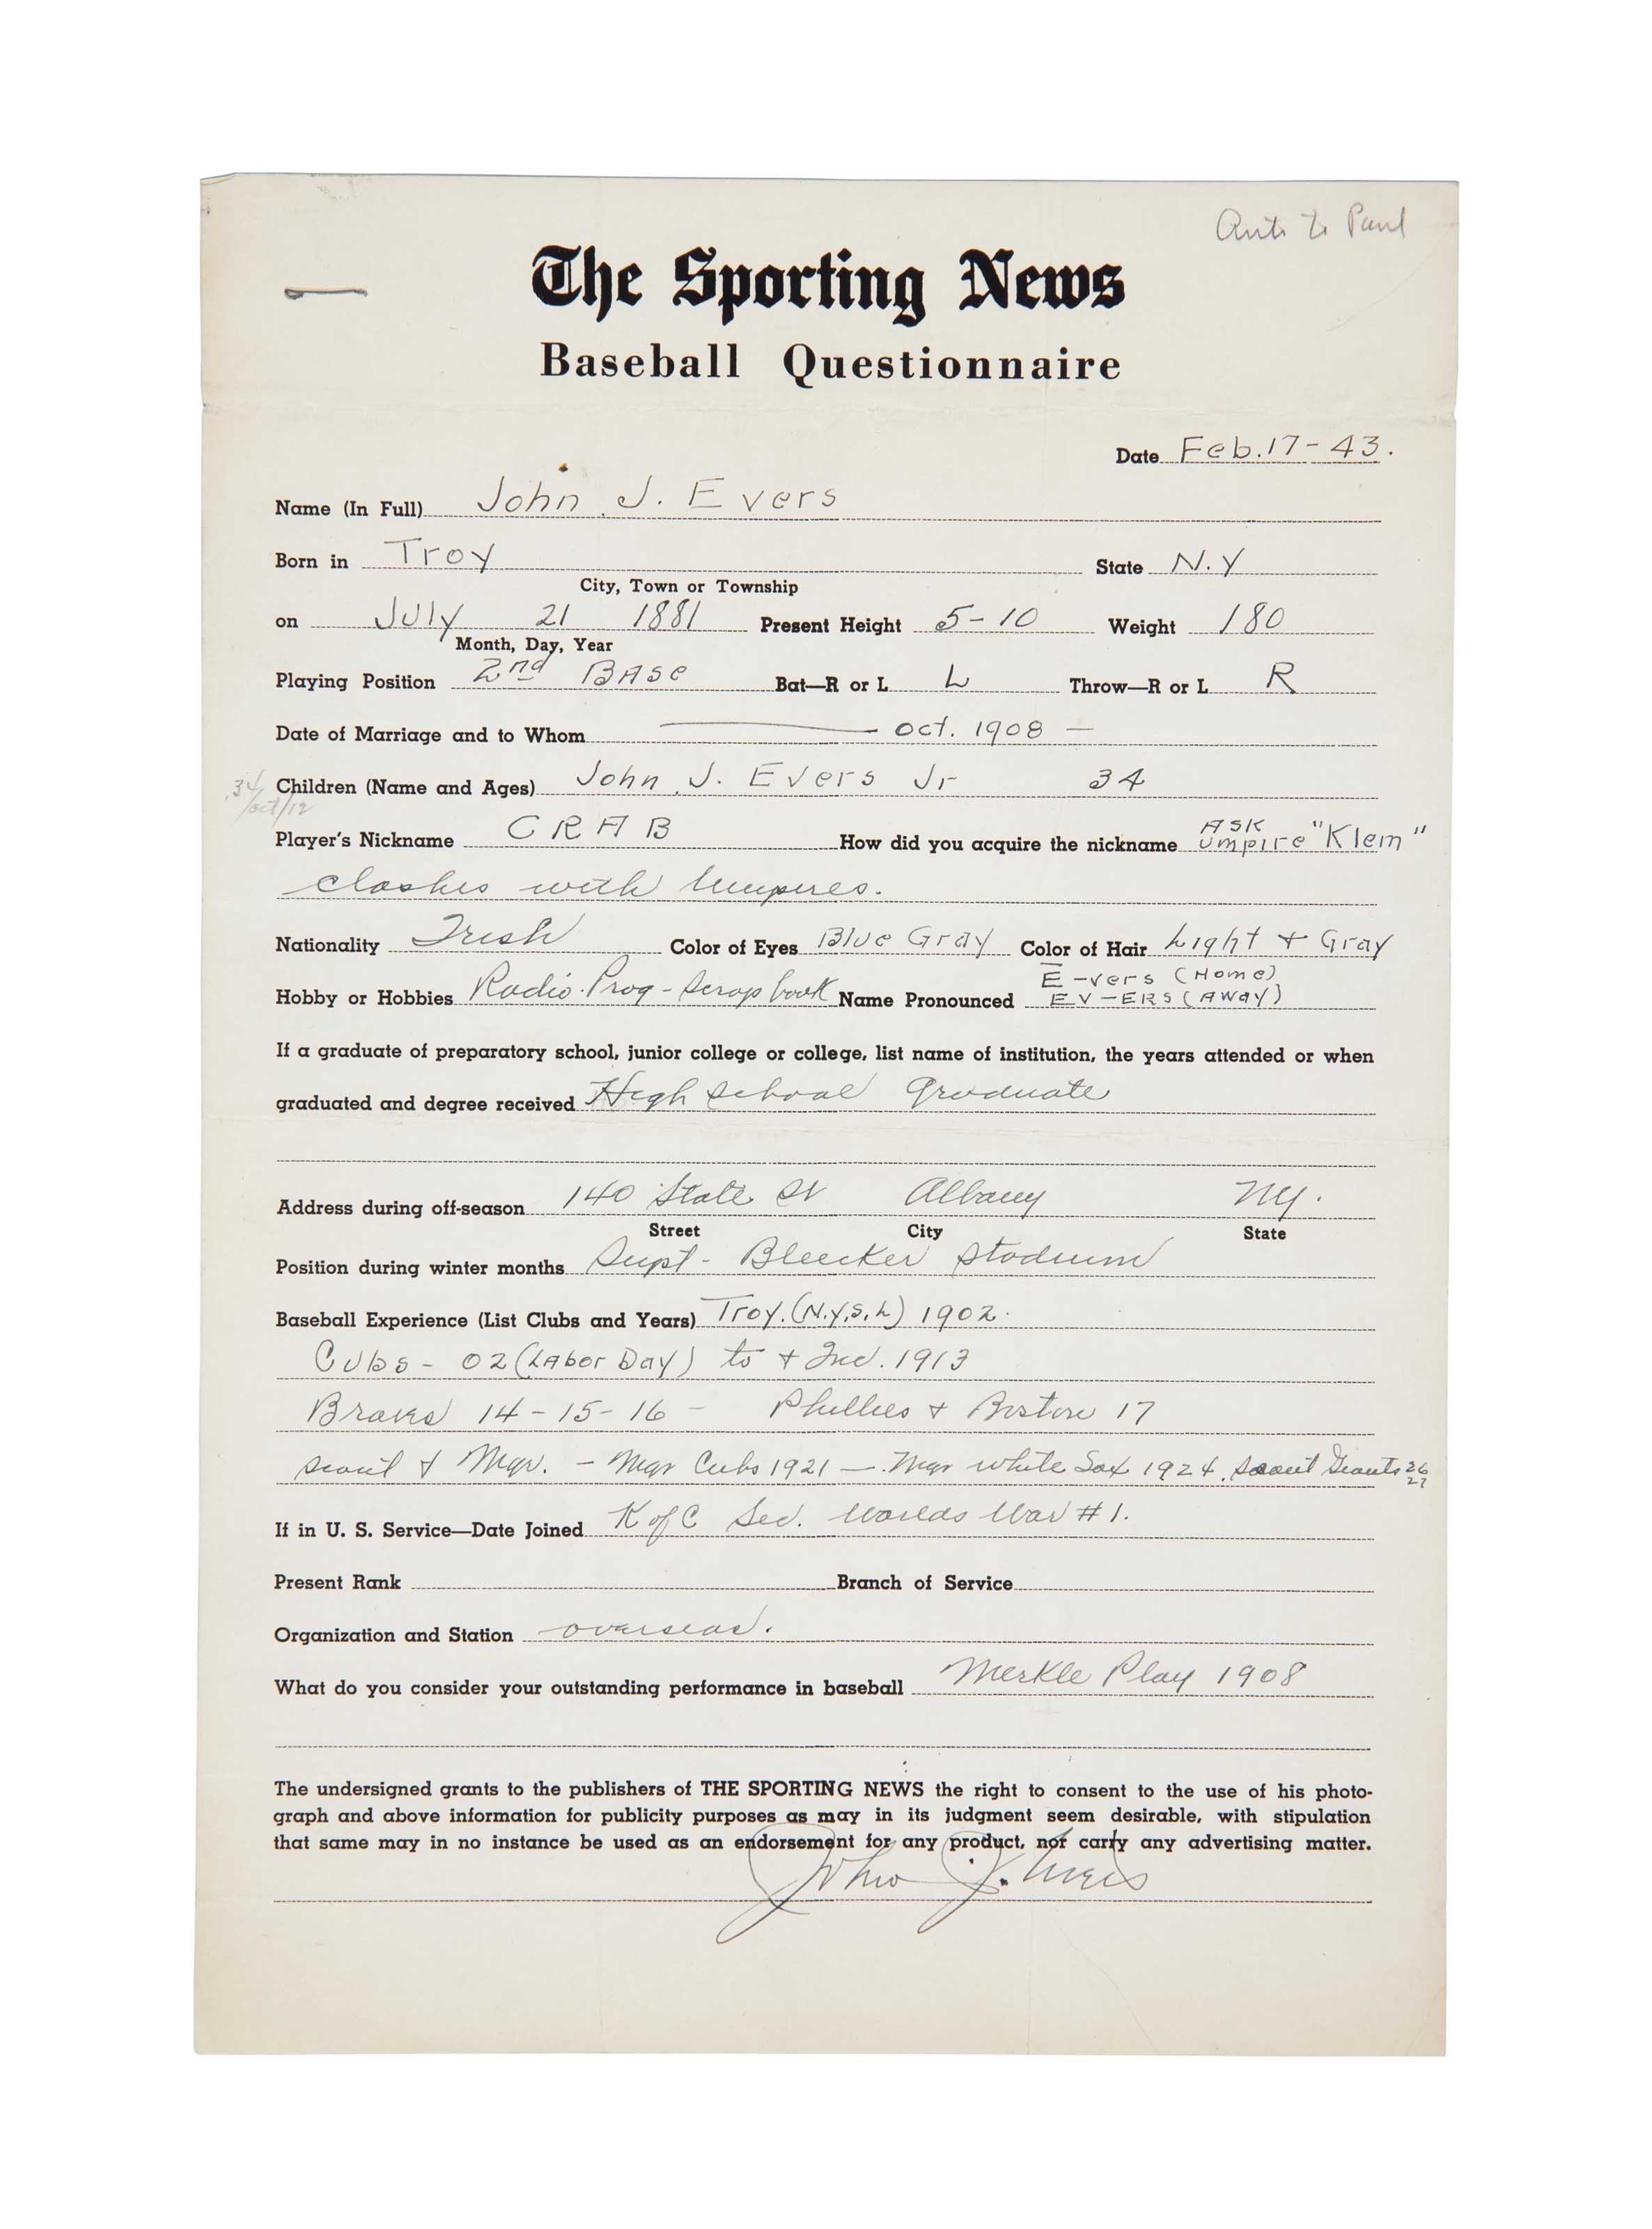 to Paul
The Sporting News
Baseball Questionnaire
Date Feb. 17 - 43.
Name (In Full) John J. Evers
Born in Troy State N.Y
City, Town or Township
on July 21 1881 Present Height 5-10 Weight 180
Month, Day, Year
Playing Position 2nd BASe Bat—R or L L Throw—R or L R
Date of Marriage and to Whom — oct. 1908 —
34 Children (Name and Ages) John J. Evers Jr 34
oct/12
Player's Nickname CRAB How did you acquire the nickname ASK Umpire "Klem"
clashes with umpires.
Nationality Irish Color of Eyes Blue Gray Color of Hair Light + Gray
Hobby or Hobbies Radio. Prog - scrap book Name Pronounced Ē-vers (Home)
EV-ERS (AWAY)
If a graduate of preparatory school, junior college or college, list name of institution, the years attended or when
graduated and degree received High school graduate
Address during off-season 140 State St Albany NY.
Street City State
Position during winter months Supt - Bleecker Stadium
Baseball Experience (List Clubs and Years) Troy. (N.Y.S.L) 1902.
Cubs - 02 (LAbor Day) to + Inc. 1913
Braves 14-15-16 - Phillies + Boston 17
scout & Mgr. - Mgr Cubs 1921 — Mgr white Sox 1924. scout Giants 26
27
If in U. S. Service—Date Joined K of C Sec. Worlds War #1.
Present Rank Branch of Service
Organization and Station overseas.
What do you consider your outstanding performance in baseball Merkle Play 1908
The undersigned grants to the publishers of THE SPORTING NEWS the right to consent to the use of his photo-
graph and above information for publicity purposes as may in its judgment seem desirable, with stipulation
that same may in no instance be used as an endorsement for any product, nor carry any advertising matter.
John J. Evers